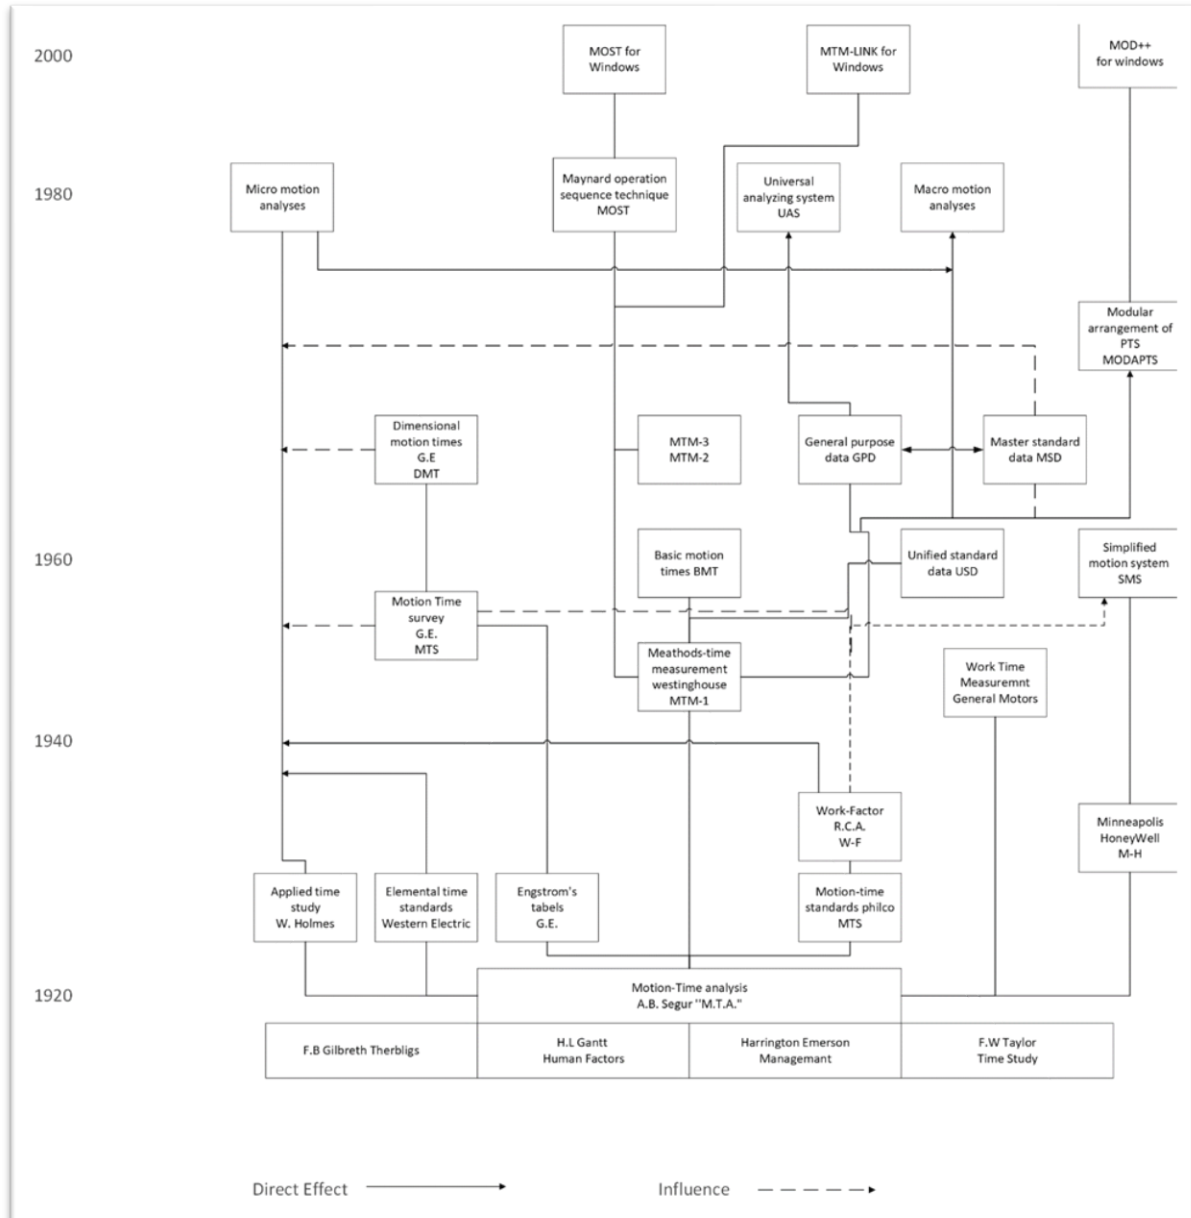 2000
MOST for
Windows
MTM-LINK for
Windows
MOD++
for windows
1980
Micro motion
analyses
Maynard operation
sequence technique
MOST
Universal
analyzing system
UAS
Macro motion
analyses
Modular
arrangement of
PTS
MODAPTS
Dimensional
motion times
G.E
DMT
MTM-3
MTM-2
General purpose
data GPD
Master standard
data MSD
1960
Basic motion
times BMT
Unified standard
data USD
Simplified
motion system
SMS
Motion Time
survey
G.E.
MTS
Meathods-time
measurement
westinghouse
MTM-1
Work Time
Measuremnt
General Motors
1940
Work-Factor
R.C.A.
W-F
Minneapolis
HoneyWell
M-H
Applied time
study
W. Holmes
Elemental time
standards
Western Electric
Engstrom's
tabels
G.E.
Motion-time
standards philco
MTS
1920
Motion-Time analysis
A.B. Segur "M.T.A."
F.B Gilbreth Therbligs
H.L Gantt
Human Factors
Harrington Emerson
Managemant
F.W Taylor
Time Study
Direct Effect
Influence